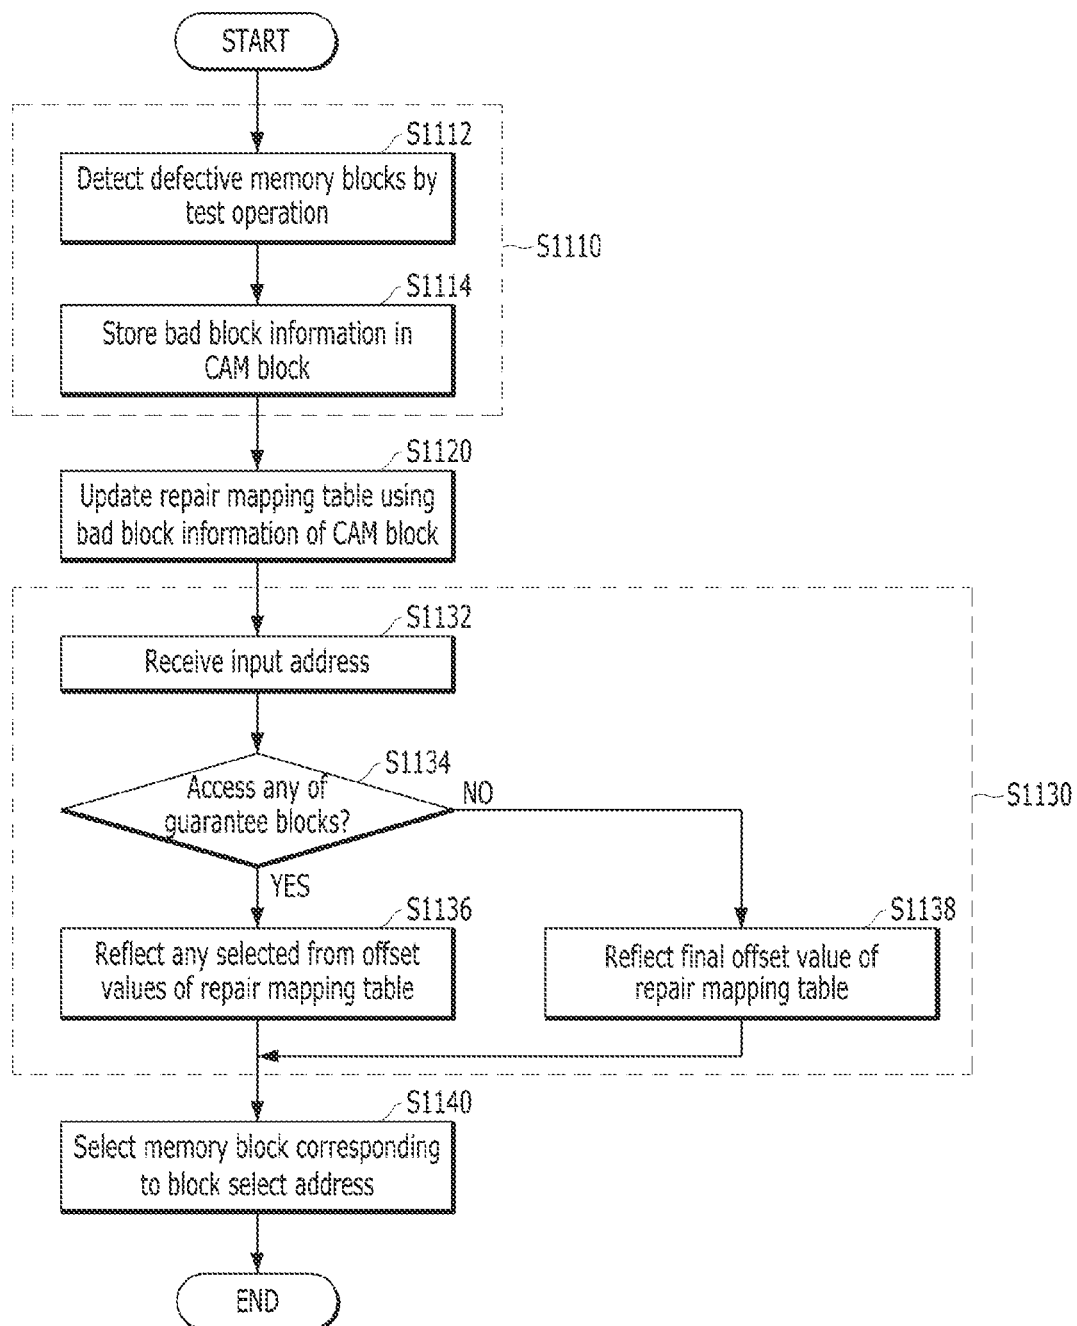 START
S1112
Detect defective memory blocks by
test operation
S1110
S1114
Store bad block information in
CAM block
S1120
Update repair mapping table using
bad block information of CAM block
S1132
Receive input address
S1134
Access any of
guarantee blocks?
NO
S1130
YES
S1136
Reflect any selected from offset
values of repair mapping table
S1138
Reflect final offset value of
repair mapping table
S1140
Select memory block corresponding
to block select address
END